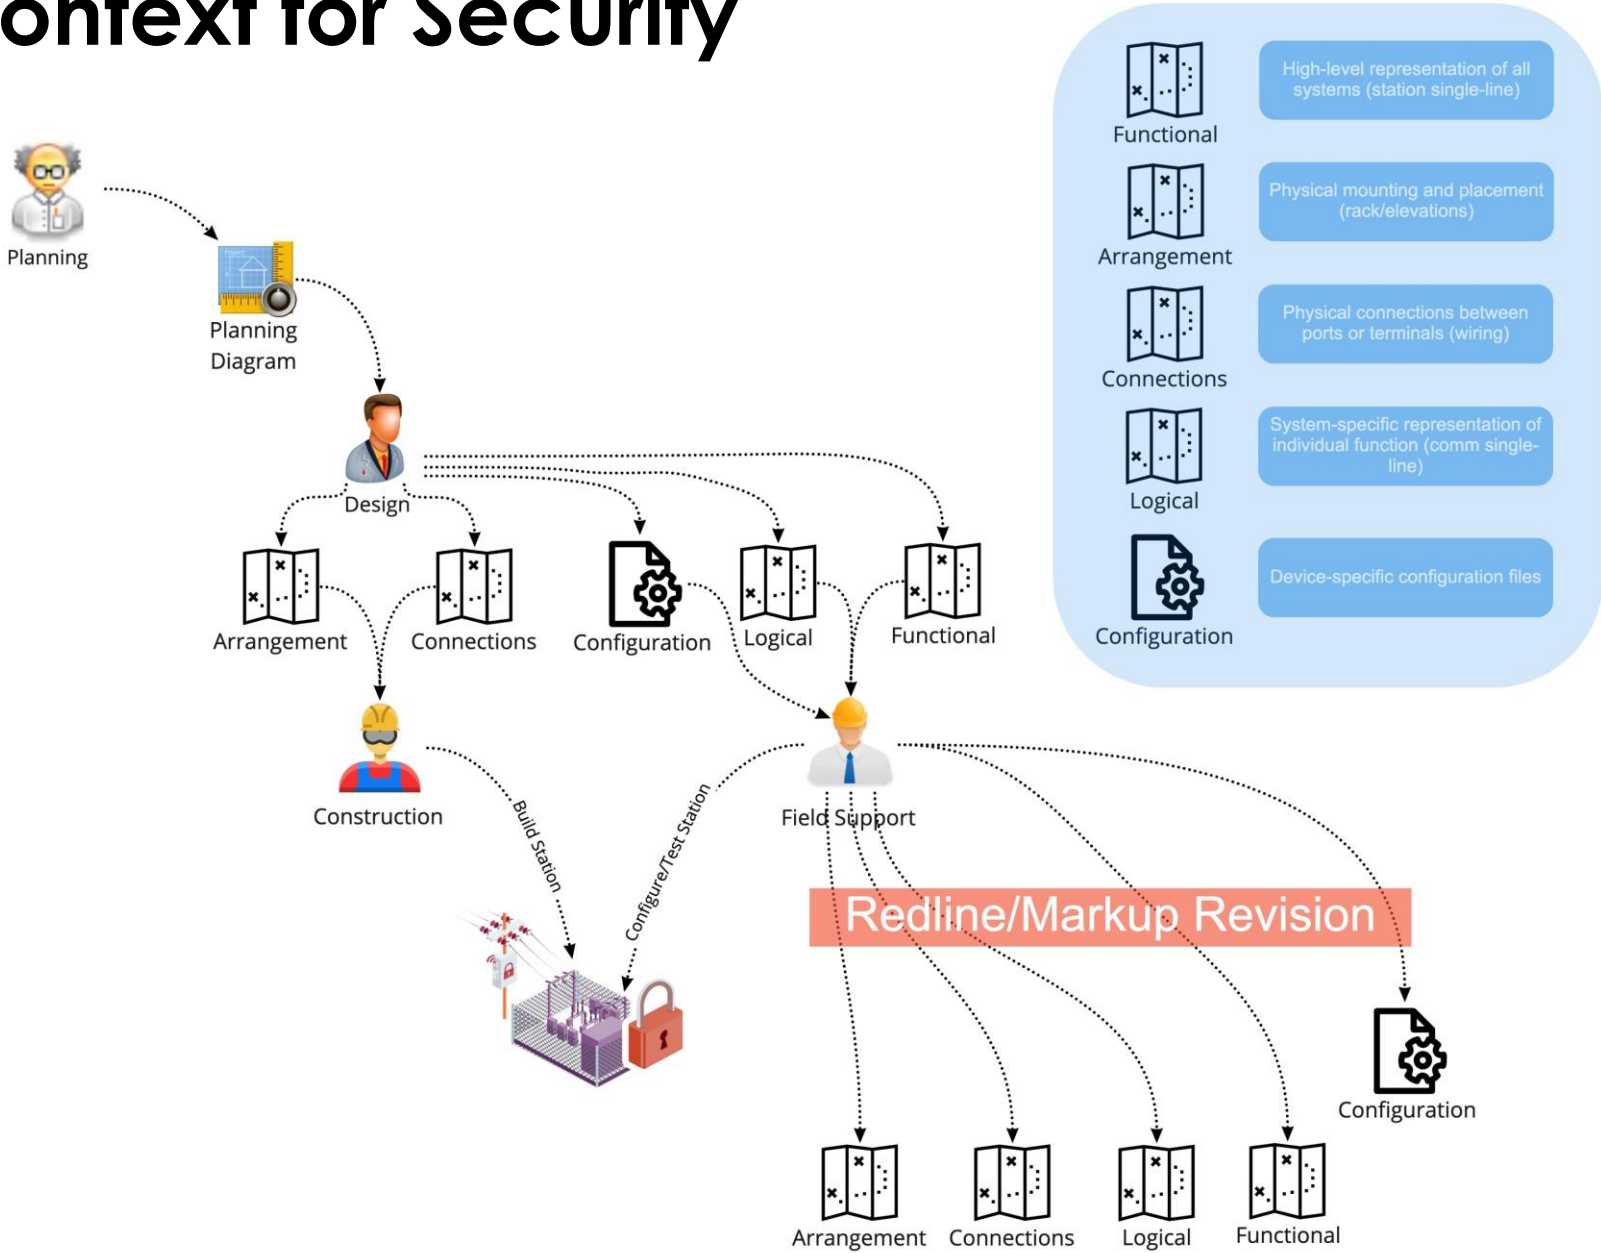 ontext for Security
Functional
High-level representation of all
systems (station single-line)
Arrangement
Physical mounting and placement
(rack/elevations)
Connections
Physical connections between
ports or terminals (wiring)
Logical
System-specific representation of
individual function (comm single-
line)
Configuration
Device-specific configuration files
Planning
Planning
Diagram
Design
Arrangement
Connections
Configuration
Logical
Functional
Construction
Field Support
Build Station
Configure/Test Station
Redline/Markup Revision
Configuration
Arrangement
Connections
Logical
Functional